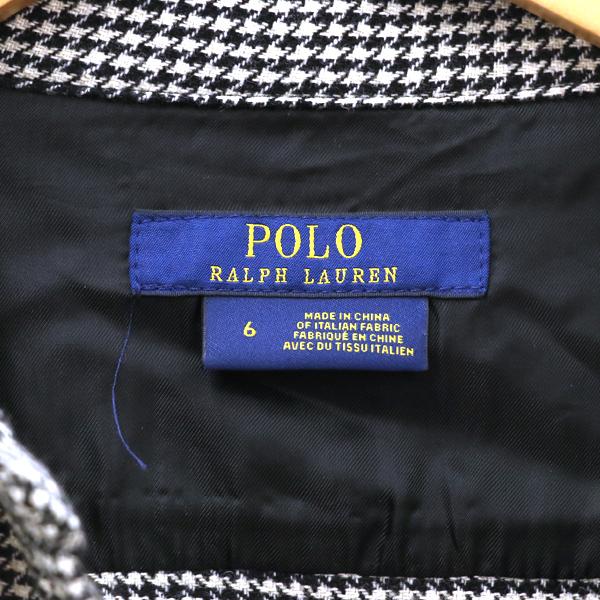 POLO
RALPH LAUREN
6
MADE IN CHINA
OF ITALIAN FABRIC
FABRIQUÉ EN CHINE
AVEC DU TISSU ITALIEN